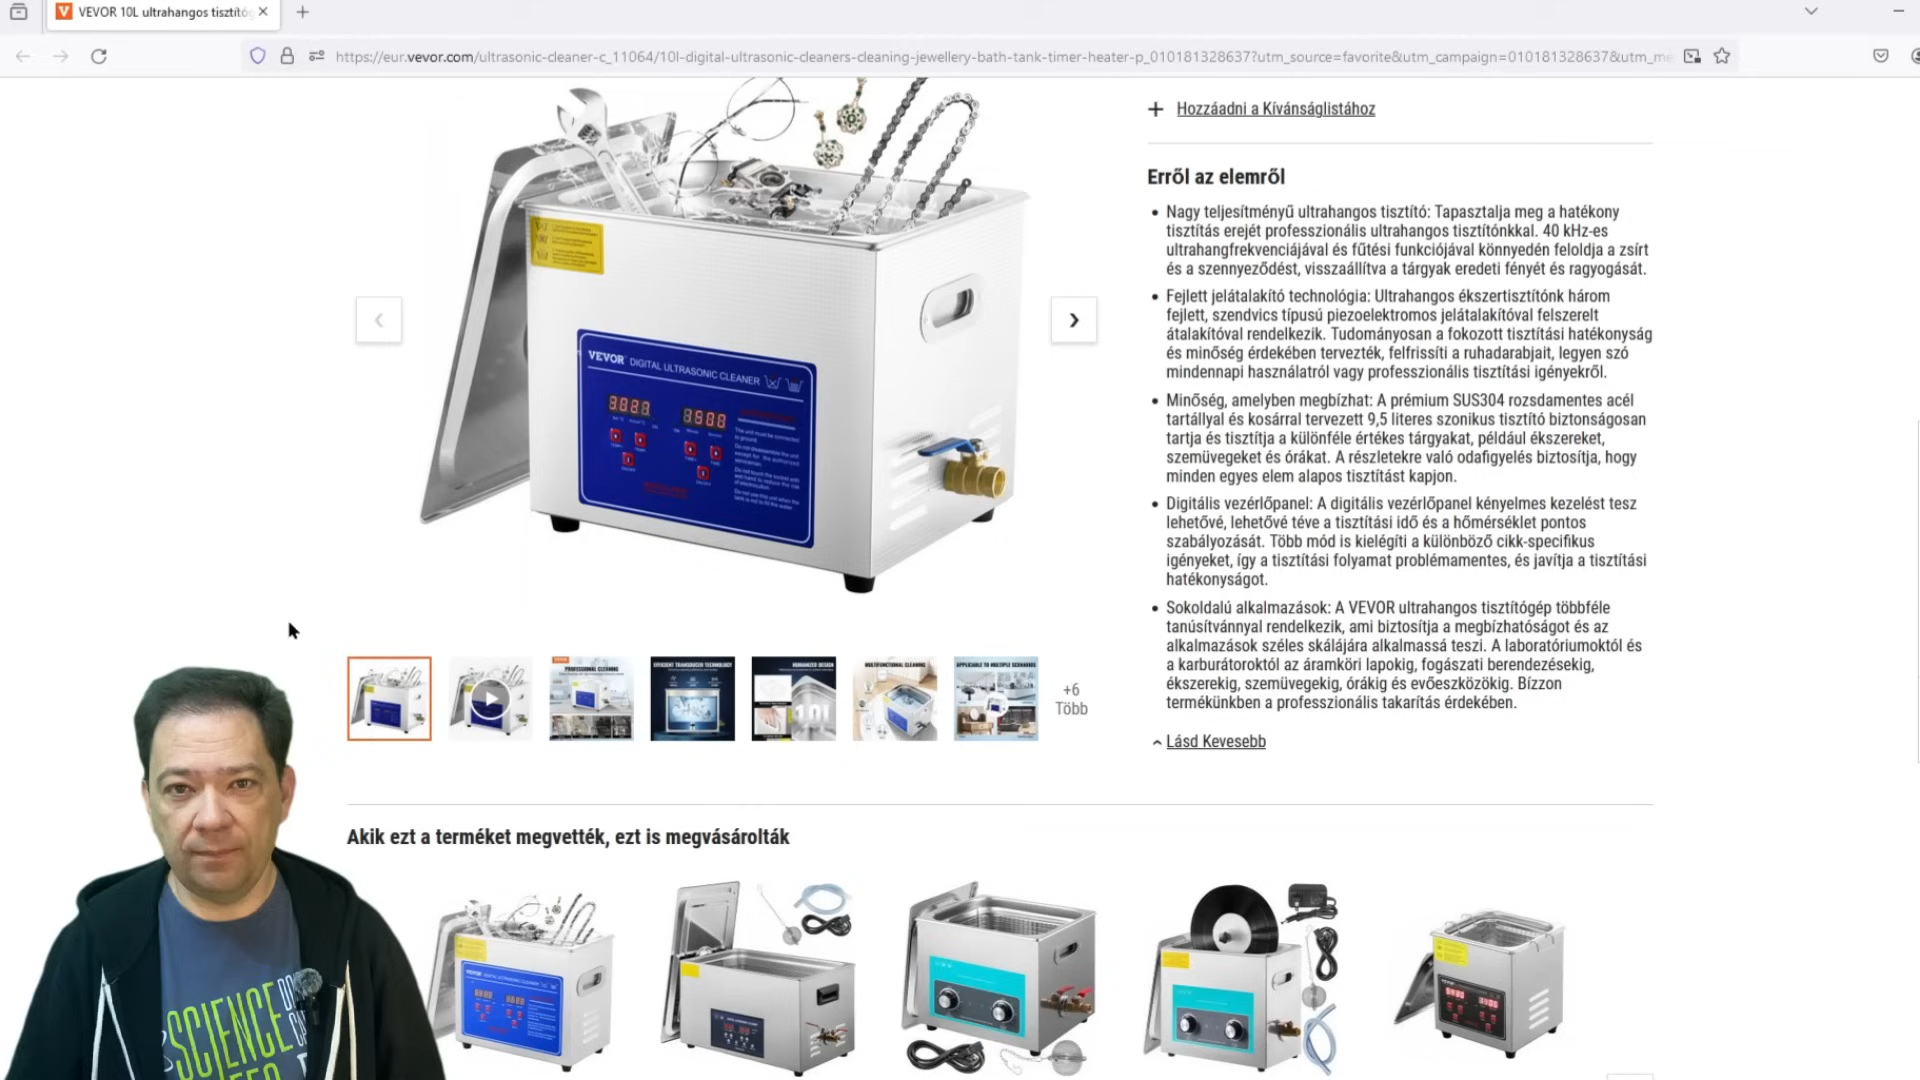 VEVOR 10L ultrahangos tisztító
https://eur.vevor.com/ultrasonic-cleaner-c_11064/10l-digital-ultrasonic-cleaners-cleaning-jewellery-bath-tank-timer-heater-p_010181328637?utm_source=favorite&utm_campaign=010181328637&utm_me
Hozzáadni a Kívánságlistához
Erről az elemről
Nagy teljesítményű ultrahangos tisztító: Tapasztalja meg a hatékony
tisztítás erejét professzionális ultrahangos tisztítónkkal. 40 kHz-es
ultrahangfrekvenciájával és fűtési funkciójával könnyedén feloldja a zsírt
és a szennyeződést, visszaállítva a tárgyak eredeti fényét és ragyogását.
Fejlett jelátalakító technológia: Ultrahangos ékszertisztítónk három
fejlett, szendvics típusú piezoelektromos jelátalakítóval felszerelt
átalakítóval rendelkezik. Tudományosan a fokozott tisztítási hatékonyság
és minőség érdekében tervezték, felfrissíti a ruhadarabjait, legyen szó
mindennapi használatról vagy professzionális tisztítási igényekről.
Minőség, amelyben megbízhat: A prémium SUS304 rozsdamentes acél
tartállyal és kosárral tervezett 9,5 literes szonikus tisztító biztonságosan
tartja és tisztítja a különféle értékes tárgyakat, például ékszereket,
szemüvegeket és órákat. A részletekre való odafigyelés biztosítja, hogy
minden egyes elem alapos tisztítást kapjon.
Digitális vezérlőpanel: A digitális vezérlőpanel kényelmes kezelést tesz
lehetővé, lehetővé téve a tisztítási idő és a hőmérséklet pontos
szabályozását. Több mód is kielégíti a különböző cikk-specifikus
igényeket, így a tisztítási folyamat problémamentes, és javítja a tisztítási
hatékonyságot.
Sokoldalú alkalmazások: A VEVOR ultrahangos tisztítógép többféle
tanúsítvánnyal rendelkezik, ami biztosítja a megbízhatóságot és az
alkalmazások széles skálájára alkalmassá teszi. A laboratóriumoktól és
a karburátoroktól az áramköri lapokig, fogászati berendezésekig,
ékszerekig, szemüvegekig, órákig és evőeszközökig. Bízzon
termékünkben a professzionális takarítás érdekében.
Lásd Kevesebb
VEVOR DIGITAL ULTRASONIC CLEANER
This unit must be connected
to ground.
PROFESSIONAL CLEANING
EFFICIENT TRANSDUCER TECHNOLOGY
HUMANIZED DESIGN
MULTIFUNCTIONAL CLEANING
APPLICABLE TO MULTIPLE SCENARIOS
+6
Több
Akik ezt a terméket megvették, ezt is megvásárolták
SCIENCE